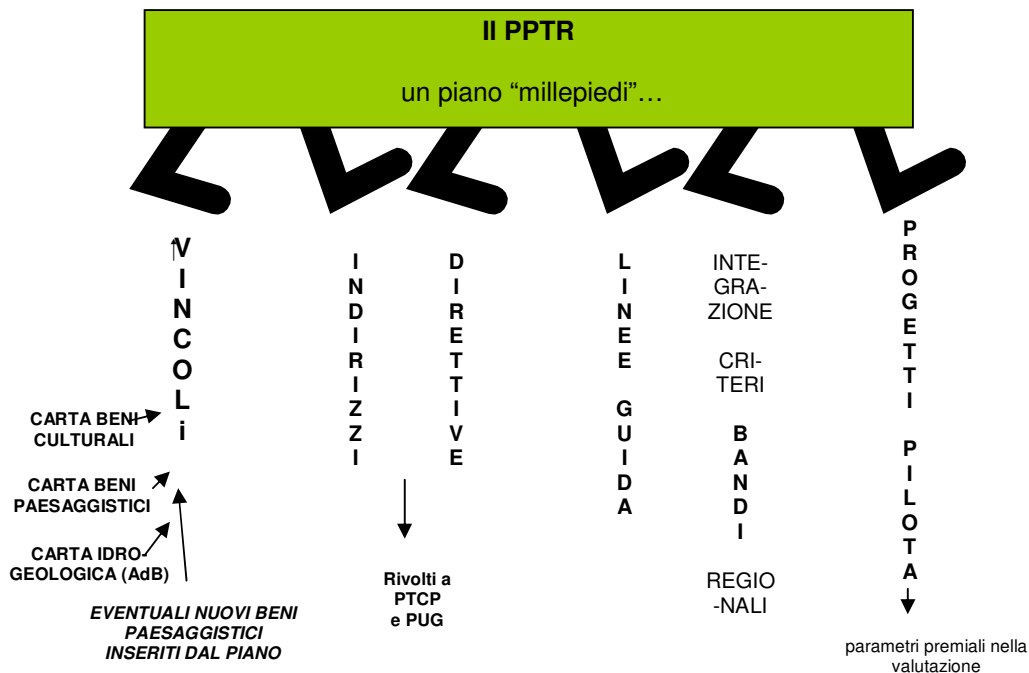 Il PPTR
un piano “millepiedi”…
VINCOLi
CARTA BENI
CULTURALI
CARTA BENI
PAESAGGISTICI
CARTA IDRO-
GEOLOGICA (AdB)
EVENTUALI NUOVI BENI
PAESAGGISTICI
INSERITI DAL PIANO
INDIRIZZI
DIRETTIVE
Rivolti a
PTCP
e PUG
LINEE GUIDA
INTE-
GRA-
ZIONE
CRI-
TERI
BANDI
REGIO
-NALI
PROGETTI PILOTA
parametri premiali nella
valutazione